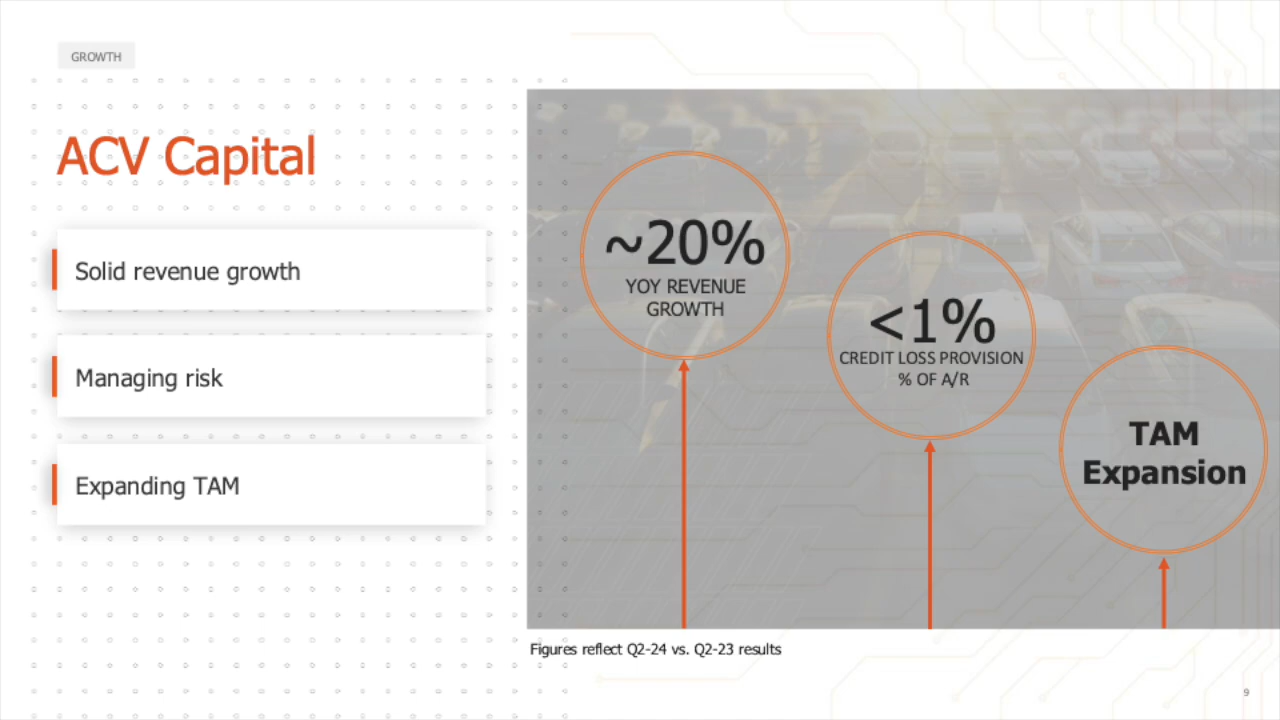 GROWTH
ACV Capital
Solid revenue growth
Managing risk
Expanding TAM
~20%
YOY REVENUE
GROWTH
<1%
CREDIT LOSS PROVISION
% OF A/R
TAM
Expansion
Figures reflect Q2-24 vs. Q2-23 results
9